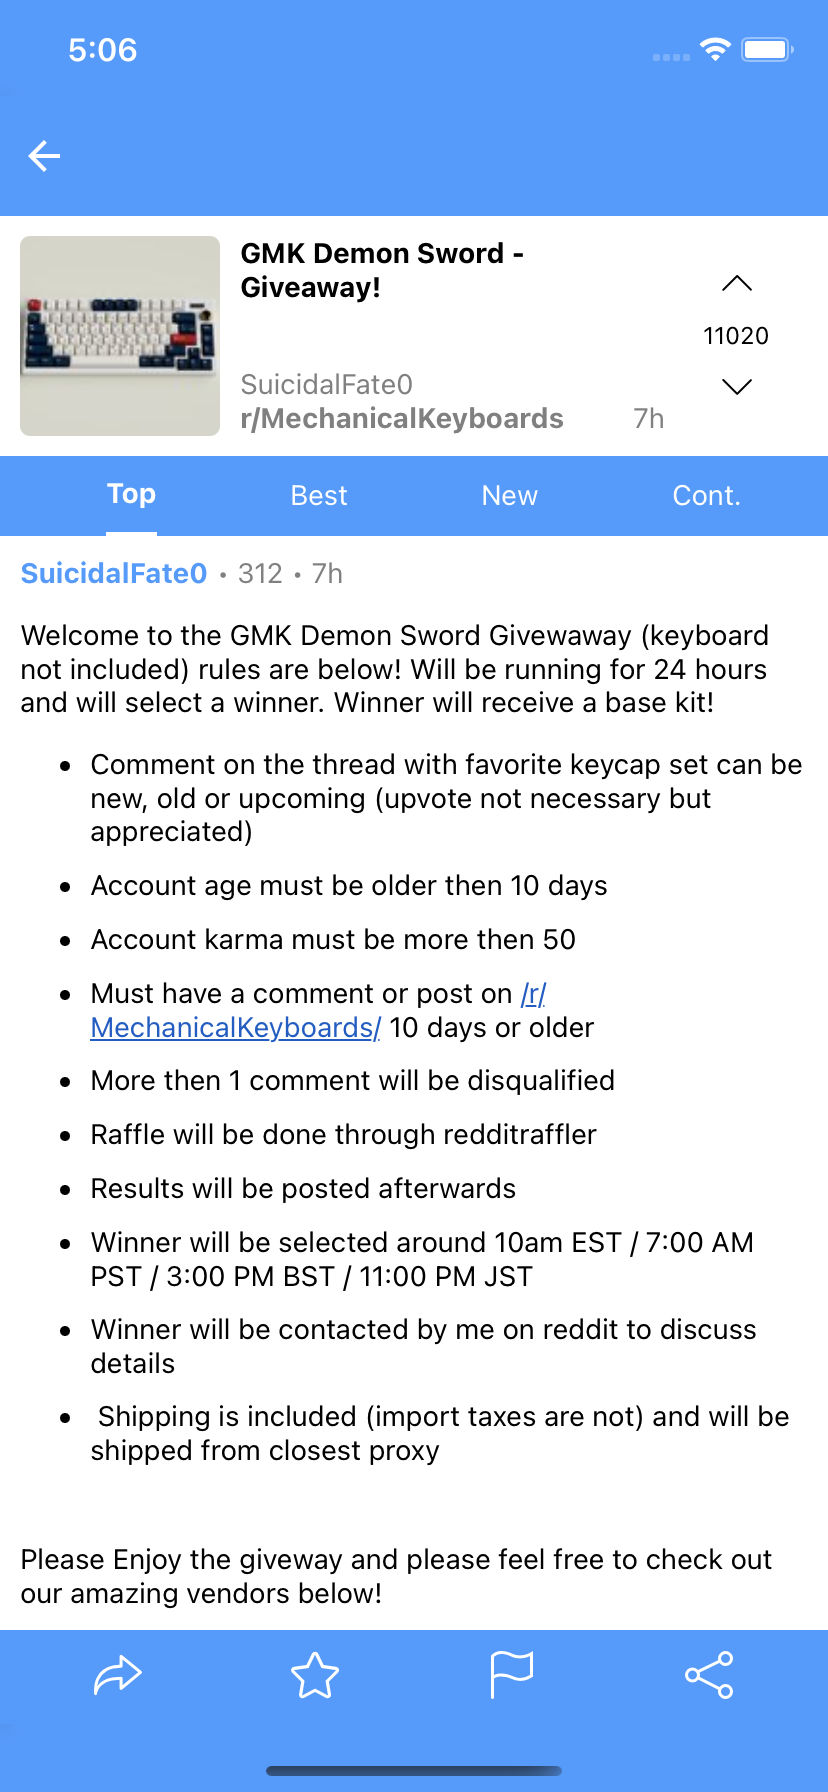 5:06
GMK Demon Sword -
Giveaway!
11020
SuicidalFate0
r/MechanicalKeyboards 7h
Top Best New Cont.
SuicidalFate0 • 312 • 7h
Welcome to the GMK Demon Sword Givewaway (keyboard
not included) rules are below! Will be running for 24 hours
and will select a winner. Winner will receive a base kit!
• Comment on the thread with favorite keycap set can be
new, old or upcoming (upvote not necessary but
appreciated)
• Account age must be older then 10 days
• Account karma must be more then 50
• Must have a comment or post on /r/
MechanicalKeyboards/ 10 days or older
• More then 1 comment will be disqualified
• Raffle will be done through redditraffler
• Results will be posted afterwards
• Winner will be selected around 10am EST / 7:00 AM
PST / 3:00 PM BST / 11:00 PM JST
• Winner will be contacted by me on reddit to discuss
details
• Shipping is included (import taxes are not) and will be
shipped from closest proxy
Please Enjoy the giveway and please feel free to check out
our amazing vendors below!